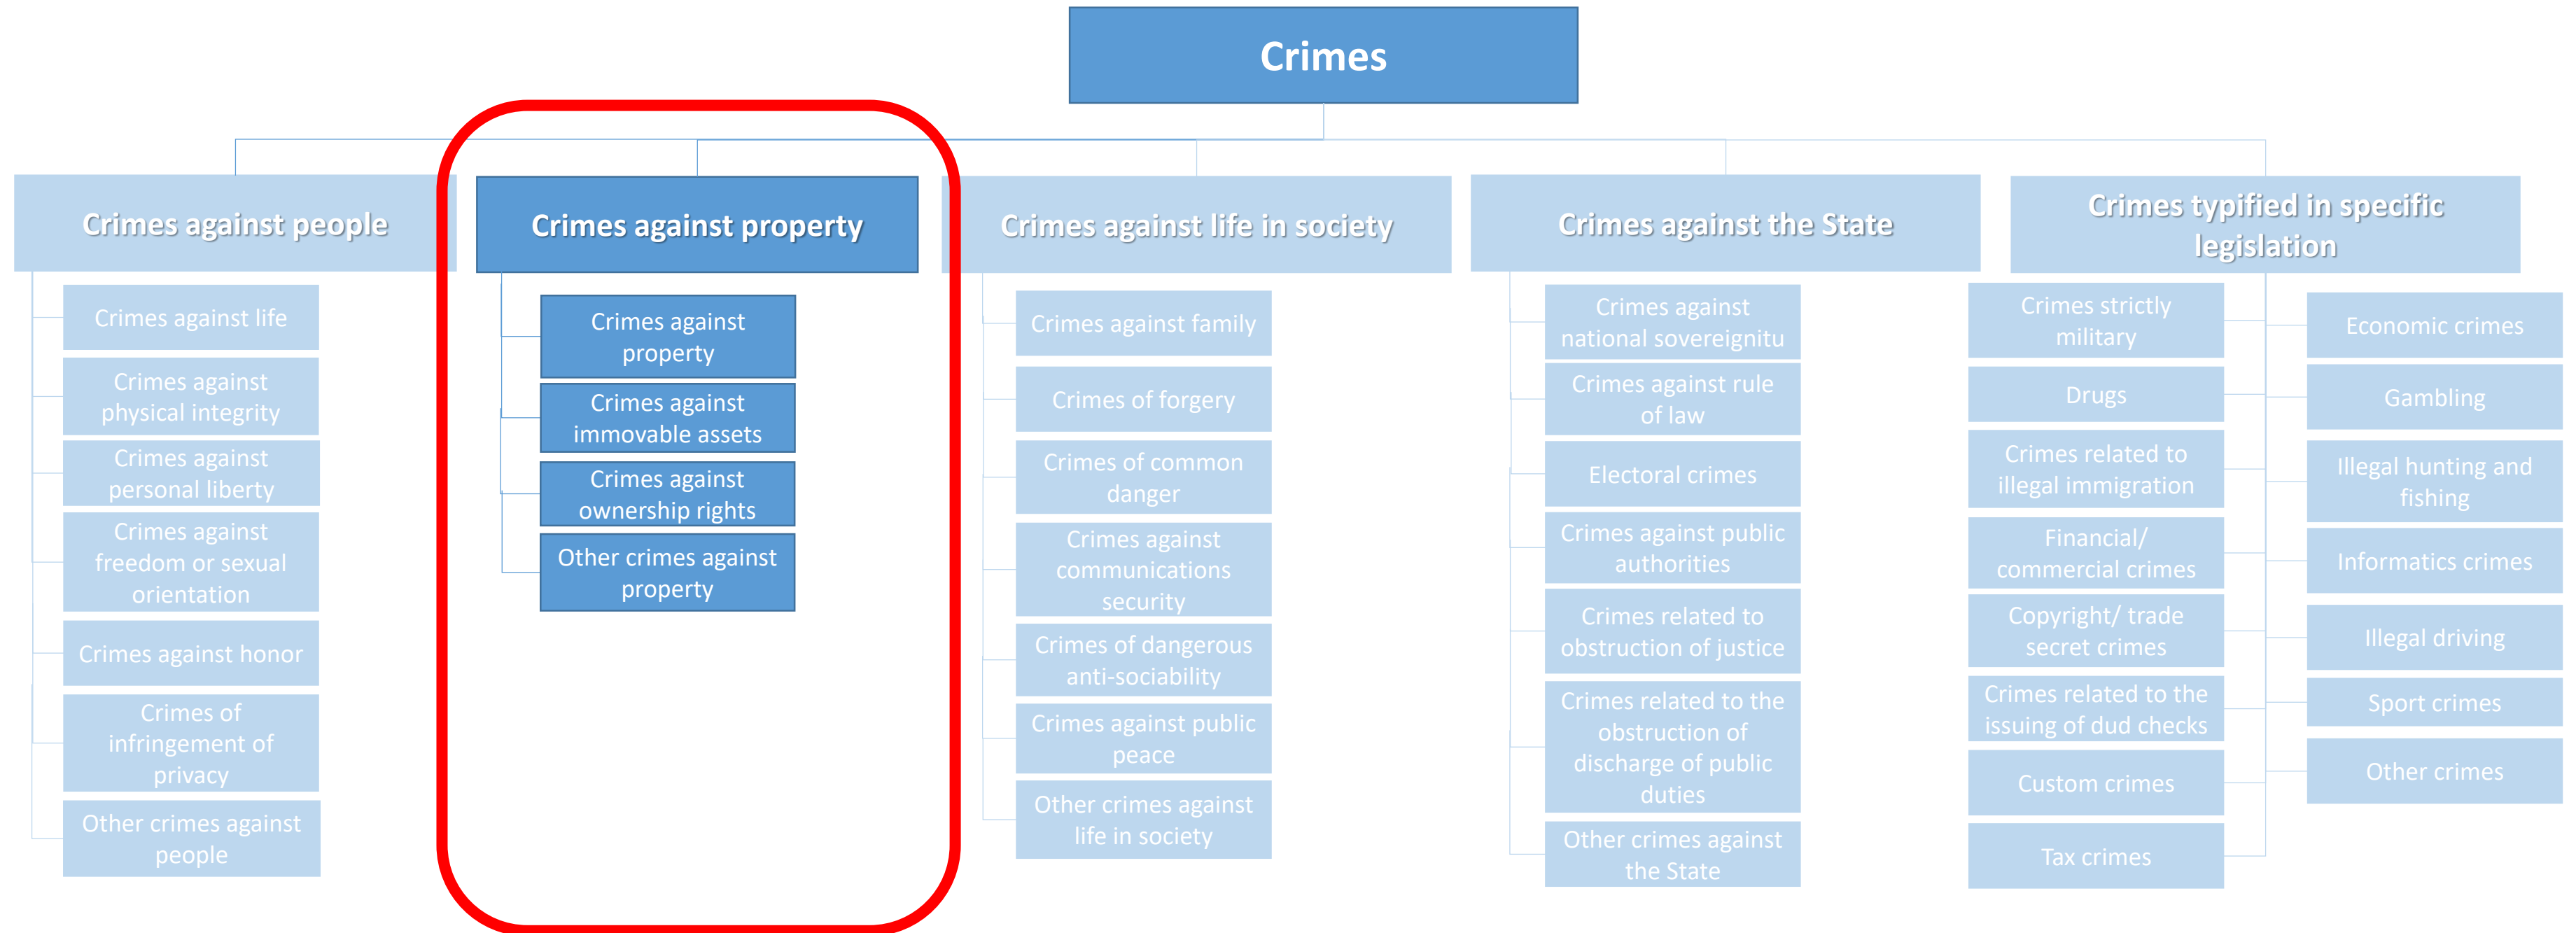 Crimes
Crimes against people
Crimes against life
Crimes against
physical integrity
Crimes against
personal liberty
Crimes against
freedom or sexual
orientation
Crimes against honor
Crimes of
infringement of
privacy
Other crimes against
people
Crimes against property
Crimes against
property
Crimes against
immovable assets
Crimes against
ownership rights
Other crimes against
property
Crimes against life in society
Crimes against family
Crimes of forgery
Crimes of common
danger
Crimes against
communications
security
Crimes of dangerous
anti-sociability
Crimes against public
peace
Other crimes against
life in society
Crimes against the State
Crimes against
national sovereignitu
Crimes against rule
of law
Electoral crimes
Crimes against public
authorities
Crimes related to
obstruction of justice
Crimes related to the
obstruction of
discharge of public
duties
Other crimes against
the State
Crimes typified in specific
legislation
Crimes strictly
military
Drugs
Crimes related to
illegal immigration
Financial/
commercial crimes
Copyright/ trade
secret crimes
Crimes related to the
issuing of dud checks
Custom crimes
Tax crimes
Economic crimes
Gambling
Illegal hunting and
fishing
Informatics crimes
Illegal driving
Sport crimes
Other crimes